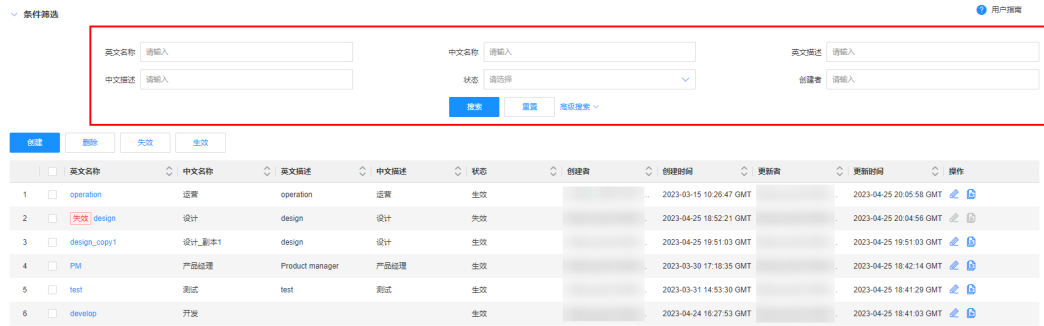 条件筛选 用户指南
英文名称 请输入 中文名称 请输入 英文描述 请输入
中文描述 请输入 状态 请选择 创建者 请输入
搜索 重置 高级搜索
创建 删除 失效 生效
英文名称 中文名称 英文描述 中文描述 状态 创建者 创建时间 更新者 更新时间 操作
1 operation 运营 operation 运营 生效 2023-03-15 10:26:47 GMT 2023-04-25 20:05:58 GMT
2 失效 design 设计 design 设计 失效 2023-04-25 18:52:21 GMT 2023-04-25 20:04:56 GMT
3 design_copy1 设计_副本1 design 设计 生效 2023-04-25 19:51:03 GMT 2023-04-25 19:51:03 GMT
4 PM 产品经理 Product manager 产品经理 生效 2023-03-30 17:18:35 GMT 2023-04-25 18:42:14 GMT
5 test 测试 test 测试 生效 2023-03-31 14:53:30 GMT 2023-04-25 18:41:29 GMT
6 develop 开发 生效 2023-04-24 16:27:53 GMT 2023-04-25 18:41:03 GMT